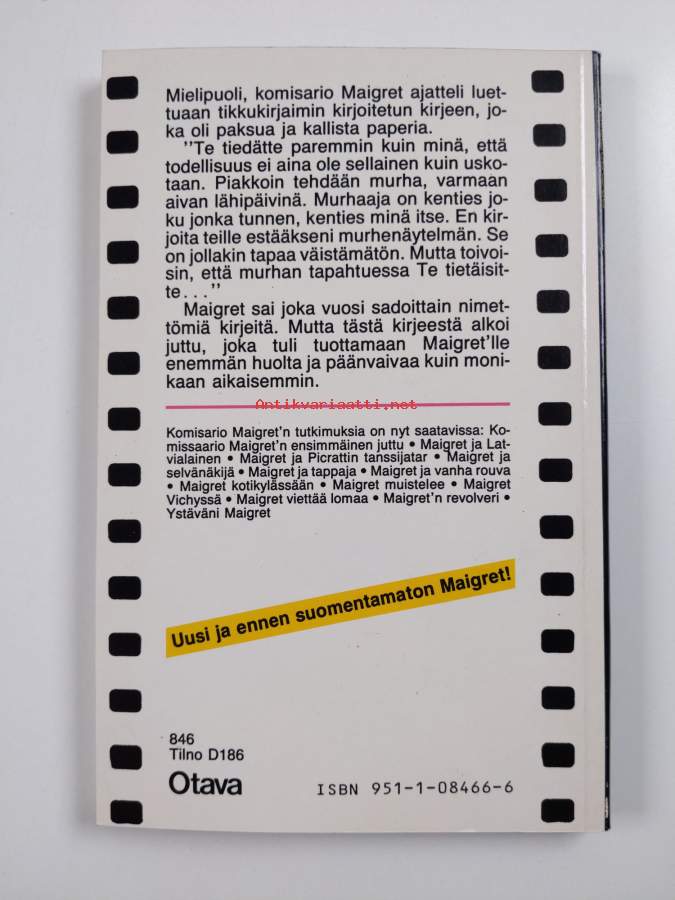 Mielipuoli, komisario Maigret ajatteli luet-
tuaan tikkukirjaimin kirjoitetun kirjeen, jo-
ka oli paksua ja kallista paperia.
"Te tiedätte paremmin kuin minä, että
todellisuus ei aina ole sellainen kuin usko-
taan. Piakkoin tehdään murha, varmaan
aivan lähipäivinä. Murhaaja on kenties jo-
ku jonka tunnen, kenties minä itse. En kir-
joita teille estääkseni murhenäytelmän. Se
on jollakin tapaa väistämätön. Mutta toivoi-
sin, että murhan tapahtuessa Te tietäisit-
te..."
Maigret sai joka vuosi sadoittain nimet-
tömiä kirjeitä. Mutta tästä kirjeestä alkoi
juttu, joka tuli tuottamaan Maigret'lle
enemmän huolta ja päänvaivaa kuin moni-
kaan aikaisemmin.
Antikvariaatti.net
Komisario Maigret'n tutkimuksia on nyt saatavissa: Ko-
missaario Maigret'n ensimmäinen juttu • Maigret ja Lat-
vialainen • Maigret ja Picrattin tanssijatar • Maigret ja
selvänäkijä • Maigret ja tappaja • Maigret ja vanha rouva
• Maigret kotikylässään • Maigret muistelee • Maigret
Vichyssä • Maigret viettää lomaa • Maigret'n revolveri •
Ystäväni Maigret
Uusi ja ennen suomentamaton Maigret!
846
Tilno D186
Otava
ISBN 951-1-08466-6